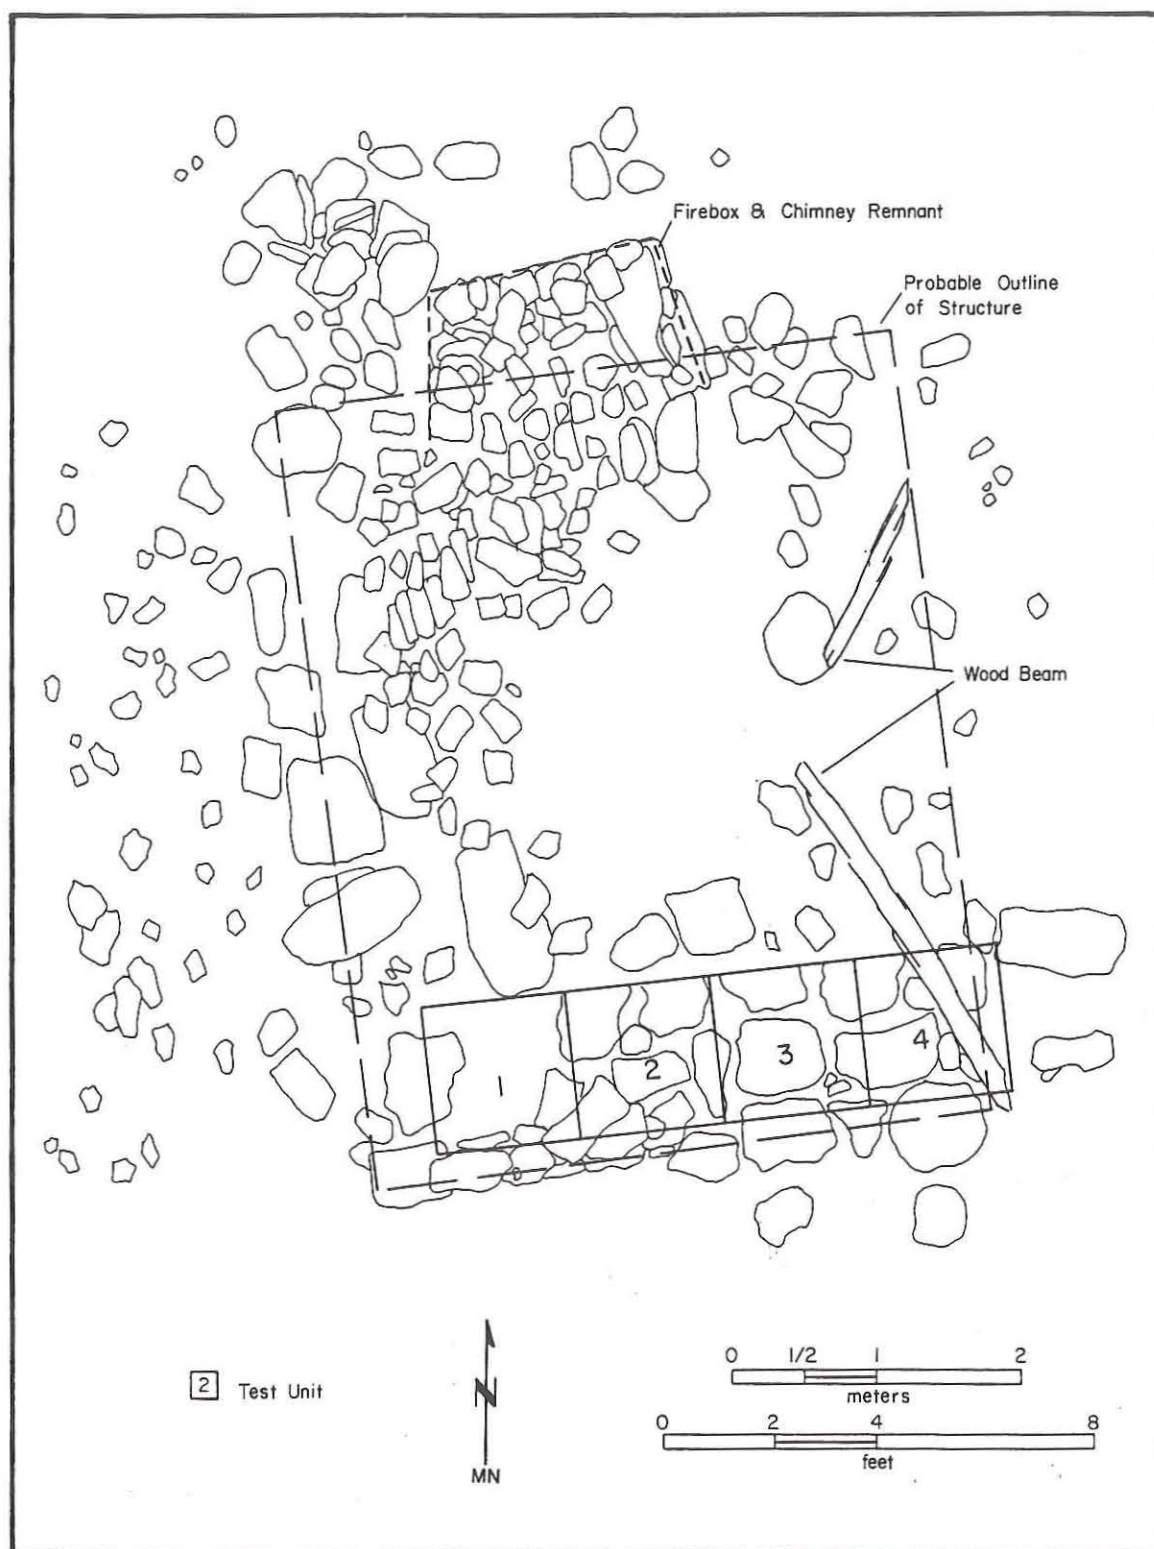 Firebox & Chimney Remnant
Probable Outline
of Structure
Wood Beam
1
2
3
4
2 Test Unit
N
MN
0 1/2 1 2
meters
0 2 4 8
feet